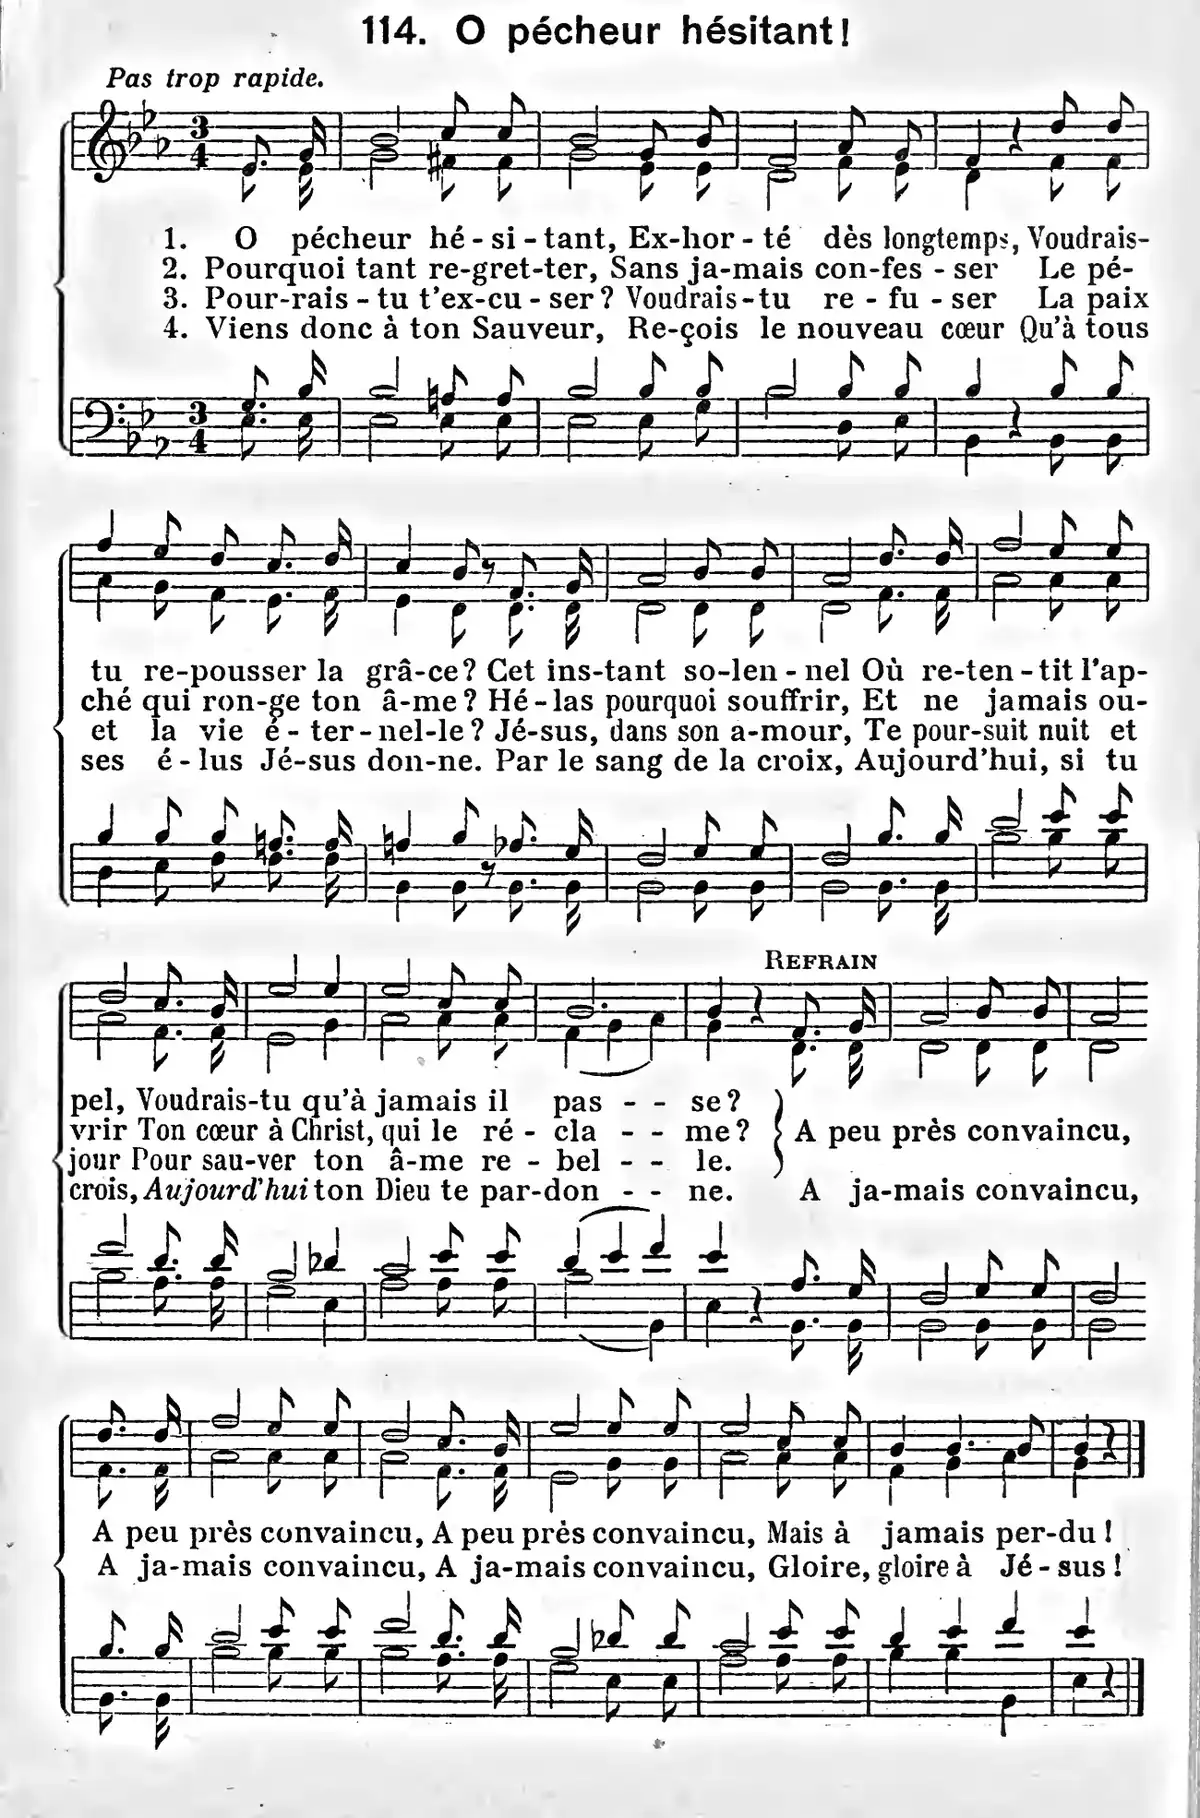 114. O pécheur hésitant!
Pas trop rapide.
1. O pécheur hé - si - tant, Ex-hor - té dès longtemps, Voudrais-
2. Pourquoi tant re-gret-ter, Sans ja-mais con-fes - ser Le pé-
3. Pour-rais - tu t'ex-cu - ser? Voudrais-tu re - fu - ser La paix
4. Viens donc à ton Sauveur, Re-çois le nouveau cœur Qu'à tous
tu re-pousser la grâ-ce? Cet ins-tant so-len - nel Où re-ten - tit l'ap-
ché qui ron-ge ton â-me? Hé - las pourquoi souffrir, Et ne jamais ou-
et la vie é - ter - nel-le? Jé-sus, dans son a-mour, Te pour-suit nuit et
ses é - lus Jé-sus don-ne. Par le sang de la croix, Aujourd'hui, si tu
REFRAIN
pel, Voudrais-tu qu'à jamais il pas - - se?
vrir Ton cœur à Christ, qui le ré - cla - - me? A peu près convaincu,
jour Pour sau-ver ton â-me re - bel - - le.
crois, Aujourd'hui ton Dieu te par-don - - ne. A ja-mais convaincu,
A peu près convaincu, A peu près convaincu, Mais à jamais per-du!
A ja-mais convaincu, A ja-mais convaincu, Gloire, gloire à Jé - sus!